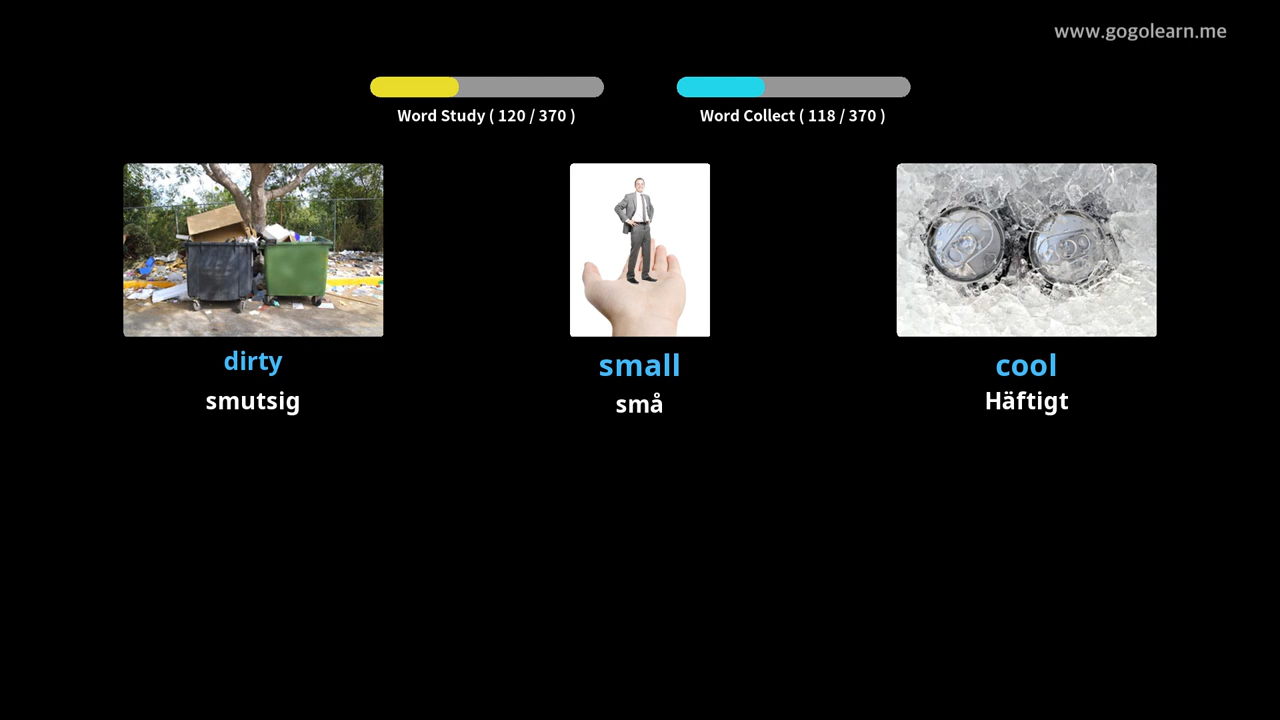 www.gogolearn.me
Word Study ( 120 / 370 )
Word Collect ( 118 / 370 )
dirty
smutsig
small
små
cool
Häftigt